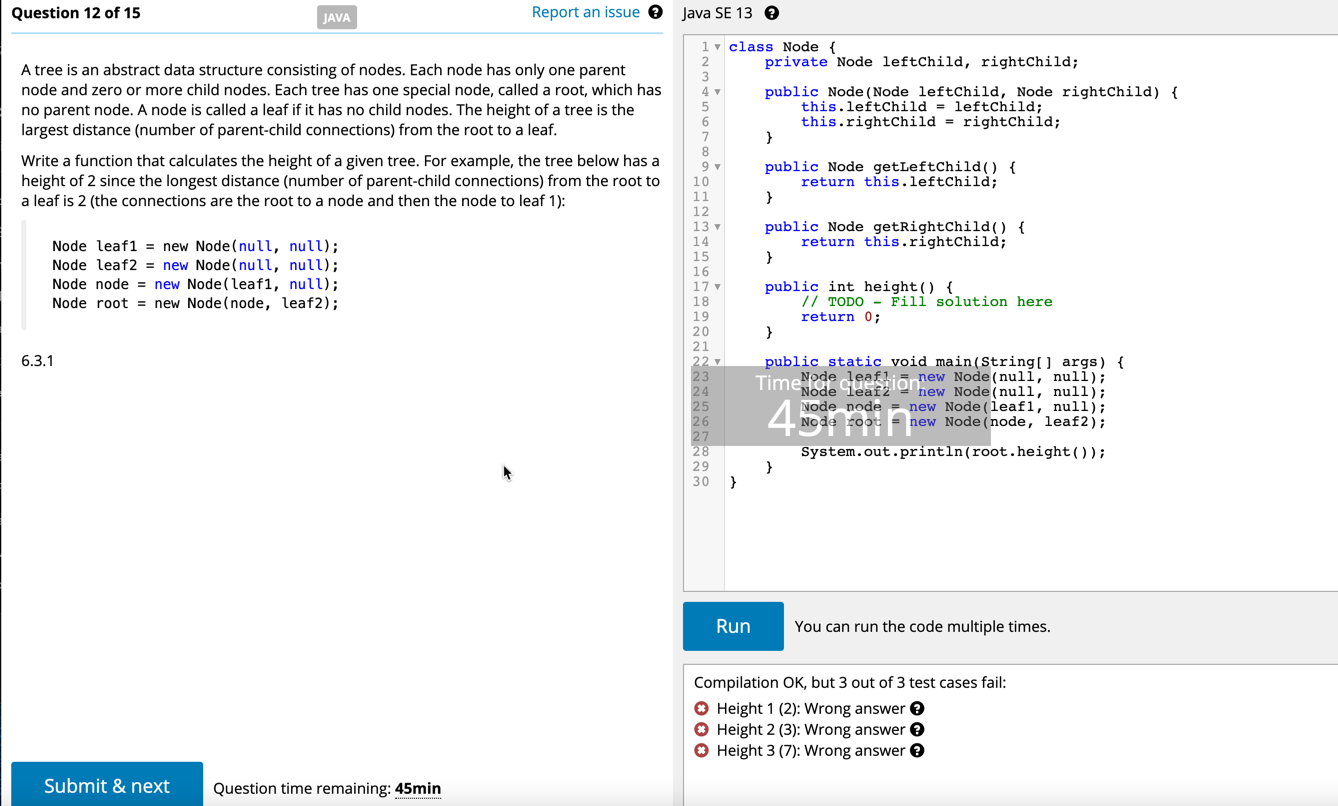 Question 12 of 15
JAVA
Report an issue ?
A tree is an abstract data structure consisting of nodes. Each node has only one parent
node and zero or more child nodes. Each tree has one special node, called a root, which has
no parent node. A node is called a leaf if it has no child nodes. The height of a tree is the
largest distance (number of parent-child connections) from the root to a leaf.
Write a function that calculates the height of a given tree. For example, the tree below has a
height of 2 since the longest distance (number of parent-child connections) from the root to
a leaf is 2 (the connections are the root to a node and then the node to leaf 1):
Node leaf1 = new Node(null, null);
Node leaf2 = new Node(null, null);
Node node = new Node(leaf1, null);
Node root = new Node(node, leaf2);
6.3.1
Submit & next
Question time remaining: 45min
Java SE 13 ?
1 class Node {
2 private Node leftChild, rightChild;
3
4 public Node(Node leftChild, Node rightChild) {
5 this.leftChild = leftChild;
6 this.rightChild = rightChild;
7 }
8
9 public Node getLeftChild() {
10 return this.leftChild;
11 }
12
13 public Node getRightChild() {
14 return this.rightChild;
15 }
16
17 public int height() {
18 // TODO - Fill solution here
19 return 0;
20 }
21
22 public static void main(String[] args) {
23 Node leaf1 = new Node(null, null);
24 Node leaf2 = new Node(null, null);
25 Node node = new Node(leaf1, null);
26 Node root = new Node(node, leaf2);
27
28 System.out.println(root.height());
29 }
30 }
Time for question
45min
Run
You can run the code multiple times.
Compilation OK, but 3 out of 3 test cases fail:
Height 1 (2): Wrong answer ?
Height 2 (3): Wrong answer ?
Height 3 (7): Wrong answer ?